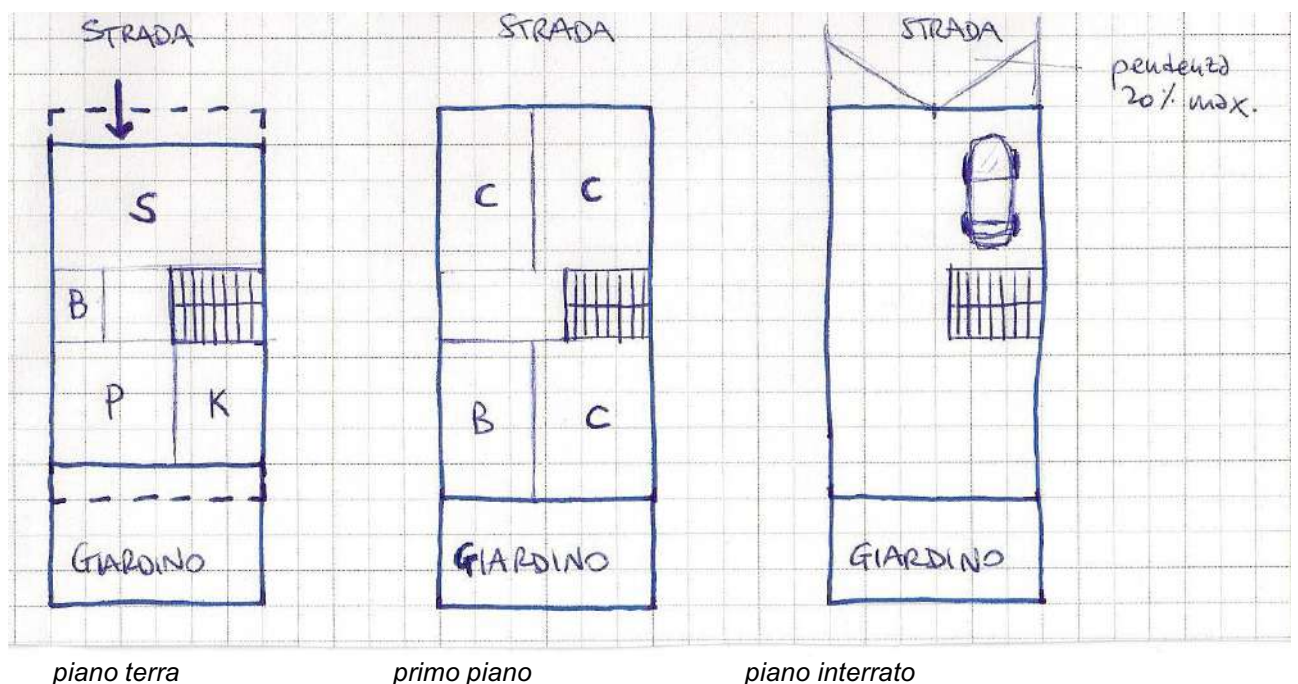 STRADA
STRADA
STRADA
pendenza
20% max.
S
C
C
B
P
K
B
C
GIARDINO
GIARDINO
GIARDINO
piano terra
primo piano
piano interrato